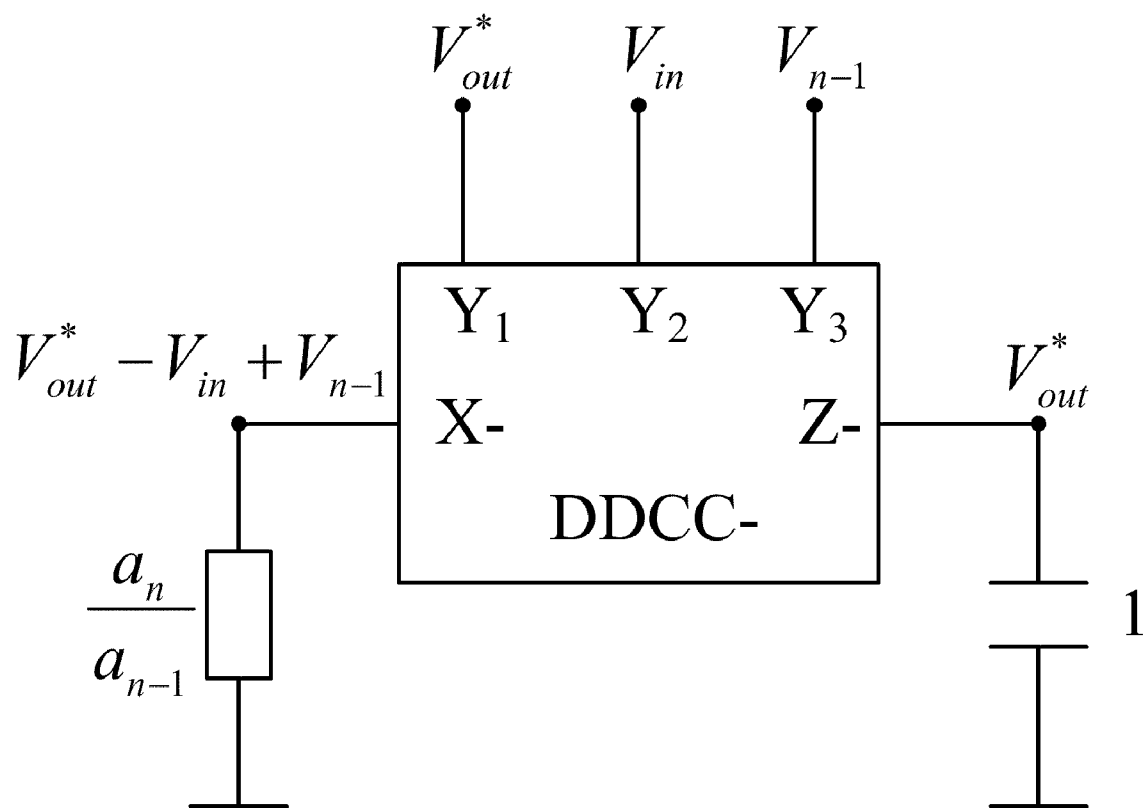 V*out Vin Vn−1
Y1 Y2 Y3
V*out − Vin + Vn−1
V*out
X- Z-
DDCC-
an
an−1
1